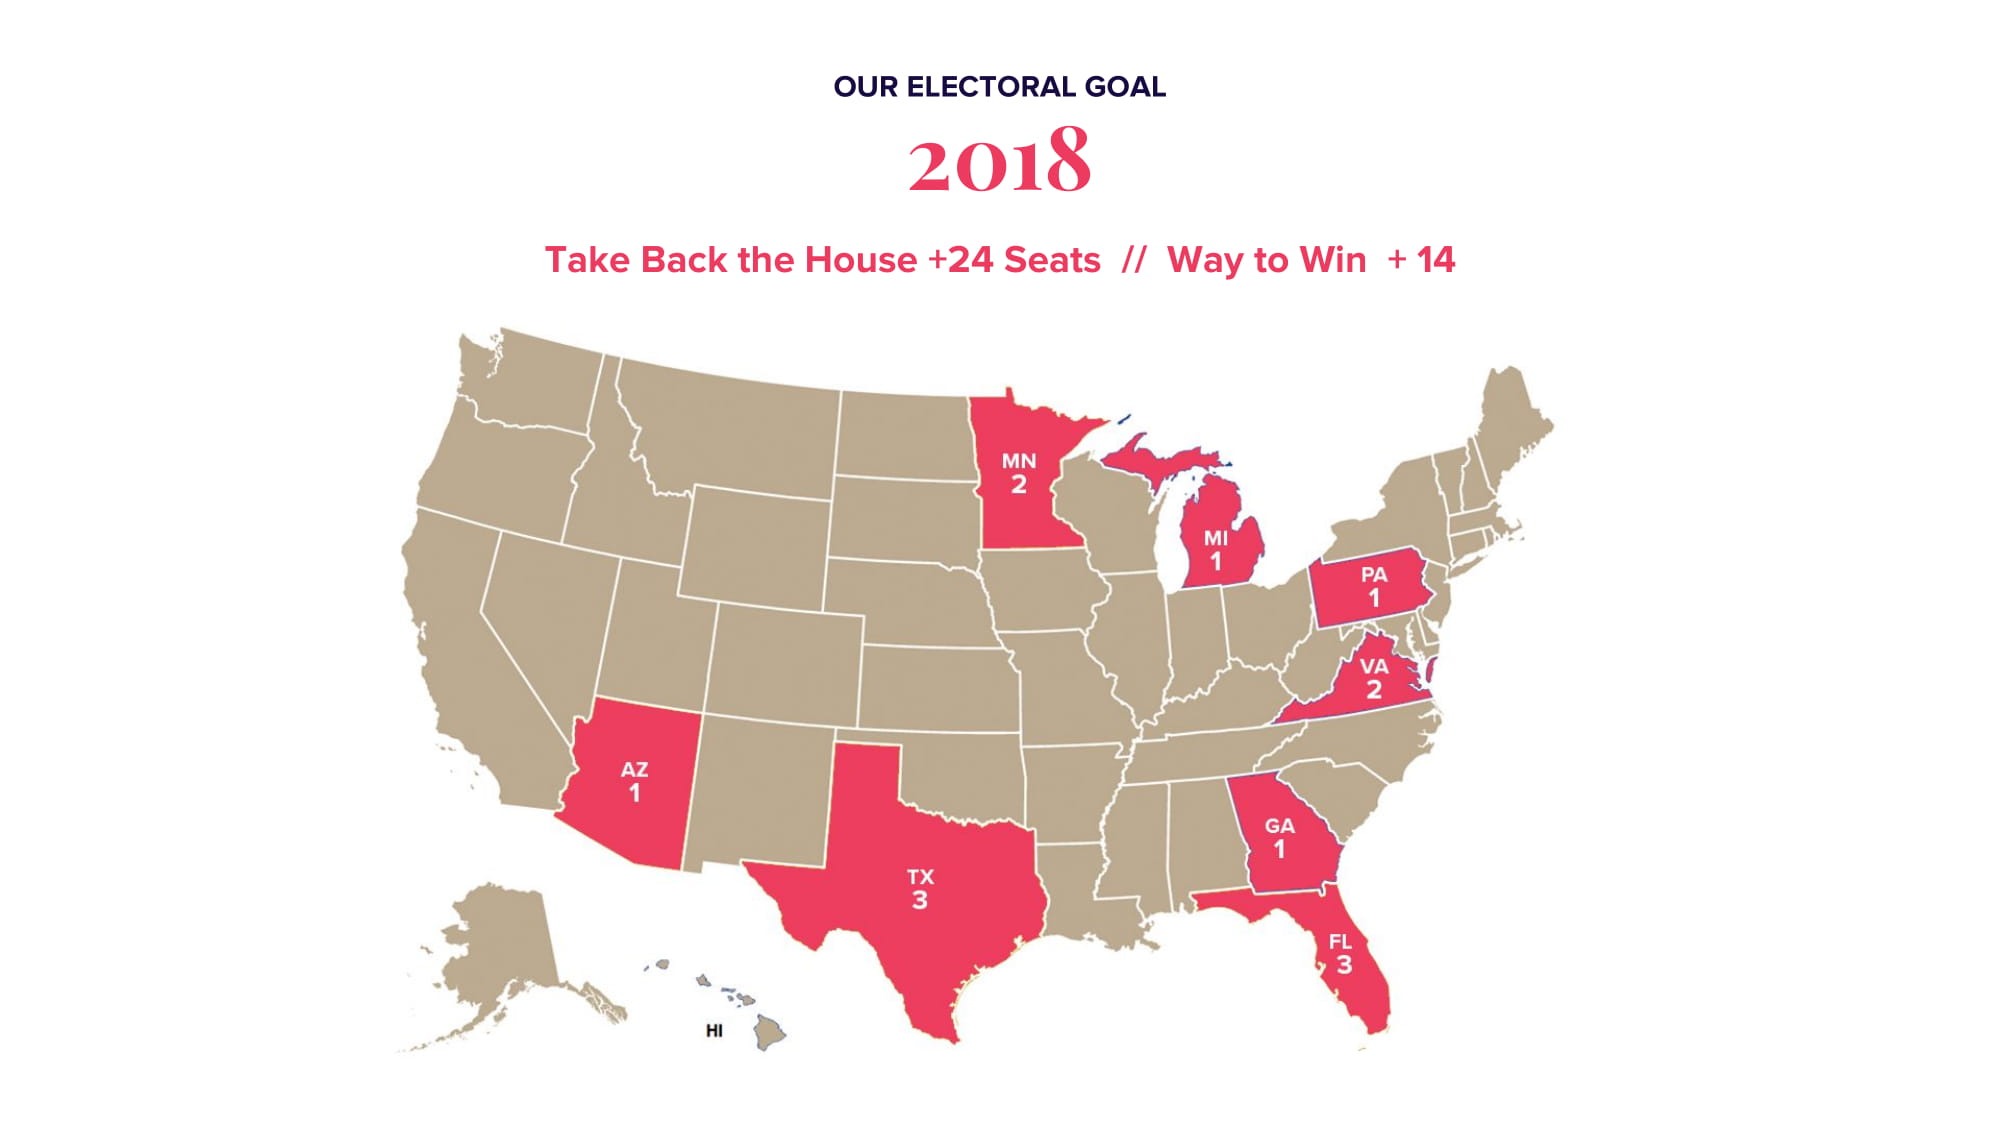 OUR ELECTORAL GOAL
2018
Take Back the House +24 Seats // Way to Win + 14
MN
2
MI
1
PA
1
VA
2
AZ
1
GA
1
TX
3
FL
3
HI